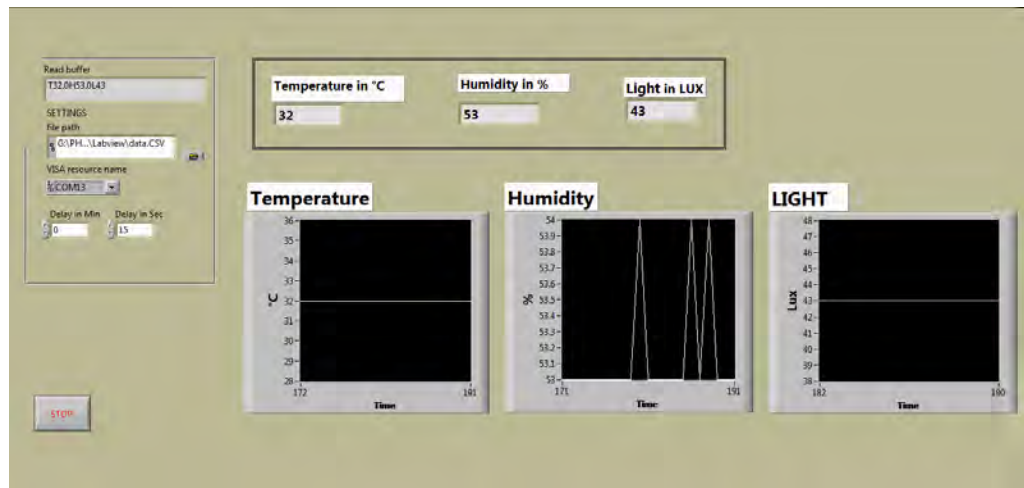 Read buffer
T32.0H53.0L43
SETTINGS
file path
G:\PH...\Labview\data.CSV
VISA resource name
COM13
Delay in Min Delay in Sec
0 15
STOP
Temperature in °C Humidity in % Light in LUX
32 53 43
Temperature
°C
36
35
34
33
32
31
30
29
28
172 191
Time
Humidity
%
54
53.9
53.8
53.7
53.6
53.5
53.4
53.3
53.2
53.1
53
171 191
Time
LIGHT
Lux
48
47
46
45
44
43
42
41
40
39
38
182 190
Time